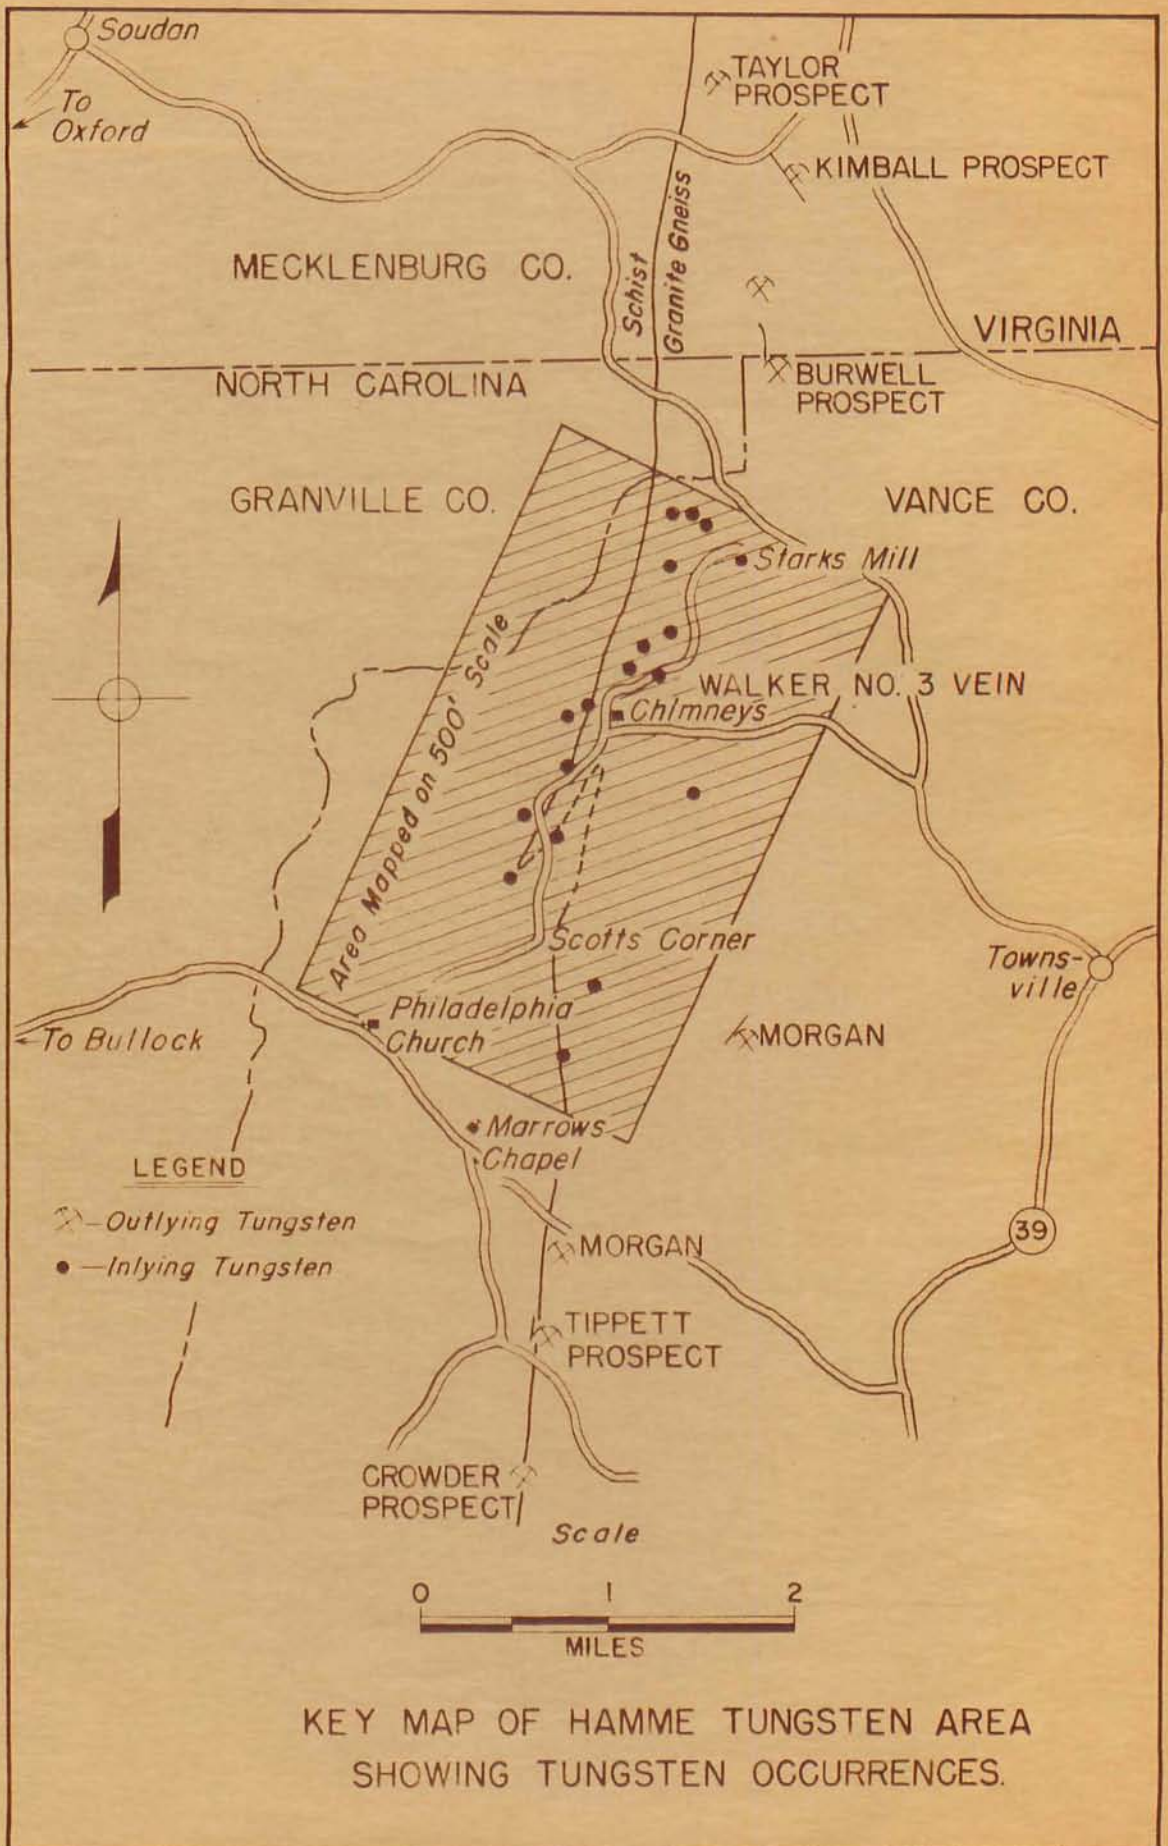 Soudan
To
Oxford
TAYLOR
PROSPECT
KIMBALL PROSPECT
MECKLENBURG CO.
Schist
Granite Gneiss
VIRGINIA
NORTH CAROLINA
BURWELL
PROSPECT
GRANVILLE CO.
VANCE CO.
Starks Mill
Area Mapped on 500' Scale
WALKER NO. 3 VEIN
Chimneys
Scotts Corner
Towns-
ville
Philadelphia
Church
To Bullock
MORGAN
Marrows
Chapel
LEGEND
—Outlying Tungsten
—Inlying Tungsten
39
MORGAN
TIPPETT
PROSPECT
CROWDER
PROSPECT
Scale
0 1 2
MILES
KEY MAP OF HAMME TUNGSTEN AREA
SHOWING TUNGSTEN OCCURRENCES.